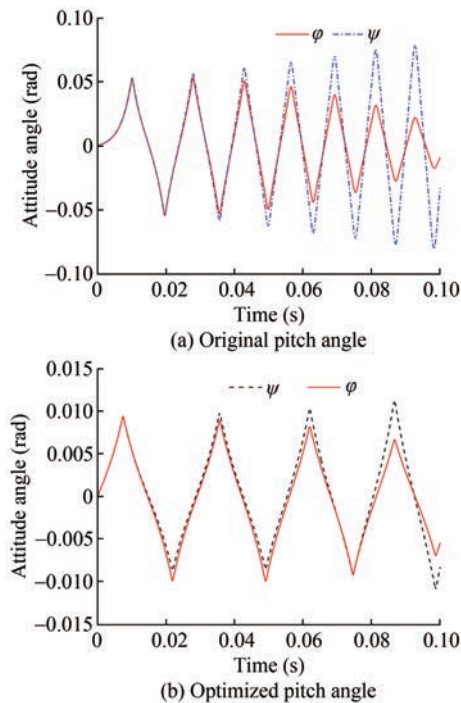 φ ψ
Attitude angle (rad)
0.10
0.05
0
−0.05
−0.10
0 0.02 0.04 0.06 0.08 0.10
Time (s)
(a) Original pitch angle
ψ φ
Attitude angle (rad)
0.015
0.010
0.005
0
−0.005
−0.010
−0.015
0 0.02 0.04 0.06 0.08 0.10
Time (s)
(b) Optimized pitch angle